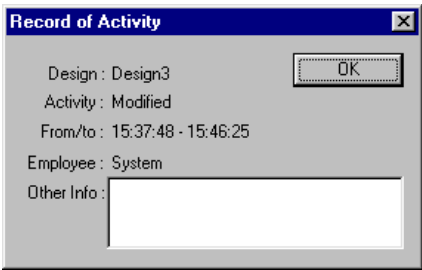 Record of Activity
Design : Design3
OK
Activity : Modified
From/to : 15:37:48 - 15:46:25
Employee : System
Other Info :